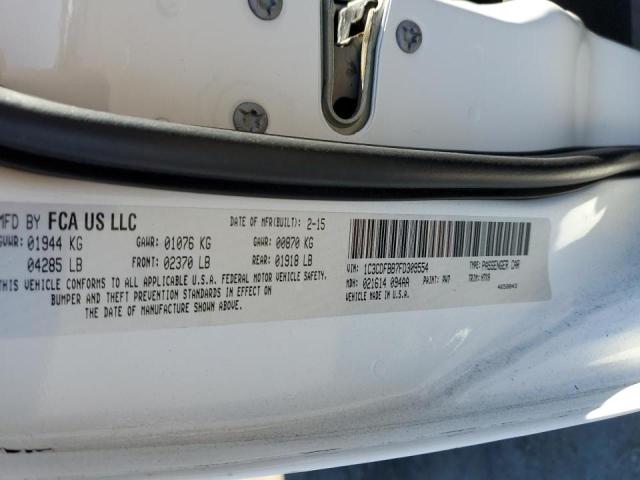 MFD BY FCA US LLC DATE OF MFR(BUILT): 2-15
GVWR: 01944 KG GAWR: 01076 KG GAWR: 00870 KG
04285 LB FRONT: 02370 LB REAR: 01918 LB
THIS VEHICLE CONFORMS TO ALL APPLICABLE U.S.A. FEDERAL MOTOR VEHICLE SAFETY,
BUMPER AND THEFT PREVENTION STANDARDS IN EFFECT ON
THE DATE OF MANUFACTURE SHOWN ABOVE.
VIN: 1C3CDFBB7FD309554 TYPE: PASSENGER CAR
MDH: 021614 094AA PAINT: PW7 TRIM:
VEHICLE MADE IN U.S.A.